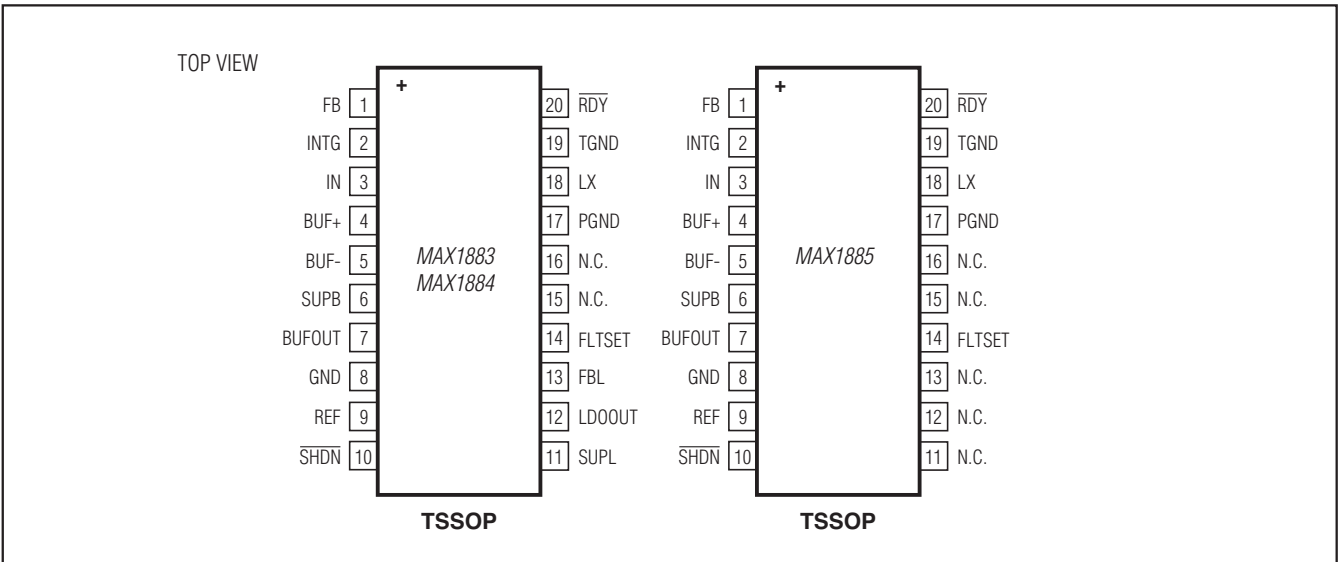 TOP VIEW
+
FB 1
INTG 2
IN 3
BUF+ 4
BUF- 5
SUPB 6
BUFOUT 7
GND 8
REF 9
SHDN 10
MAX1883
MAX1884
20 RDY
19 TGND
18 LX
17 PGND
16 N.C.
15 N.C.
14 FLTSET
13 FBL
12 LDOOUT
11 SUPL
TSSOP
+
FB 1
INTG 2
IN 3
BUF+ 4
BUF- 5
SUPB 6
BUFOUT 7
GND 8
REF 9
SHDN 10
MAX1885
20 RDY
19 TGND
18 LX
17 PGND
16 N.C.
15 N.C.
14 FLTSET
13 N.C.
12 N.C.
11 N.C.
TSSOP